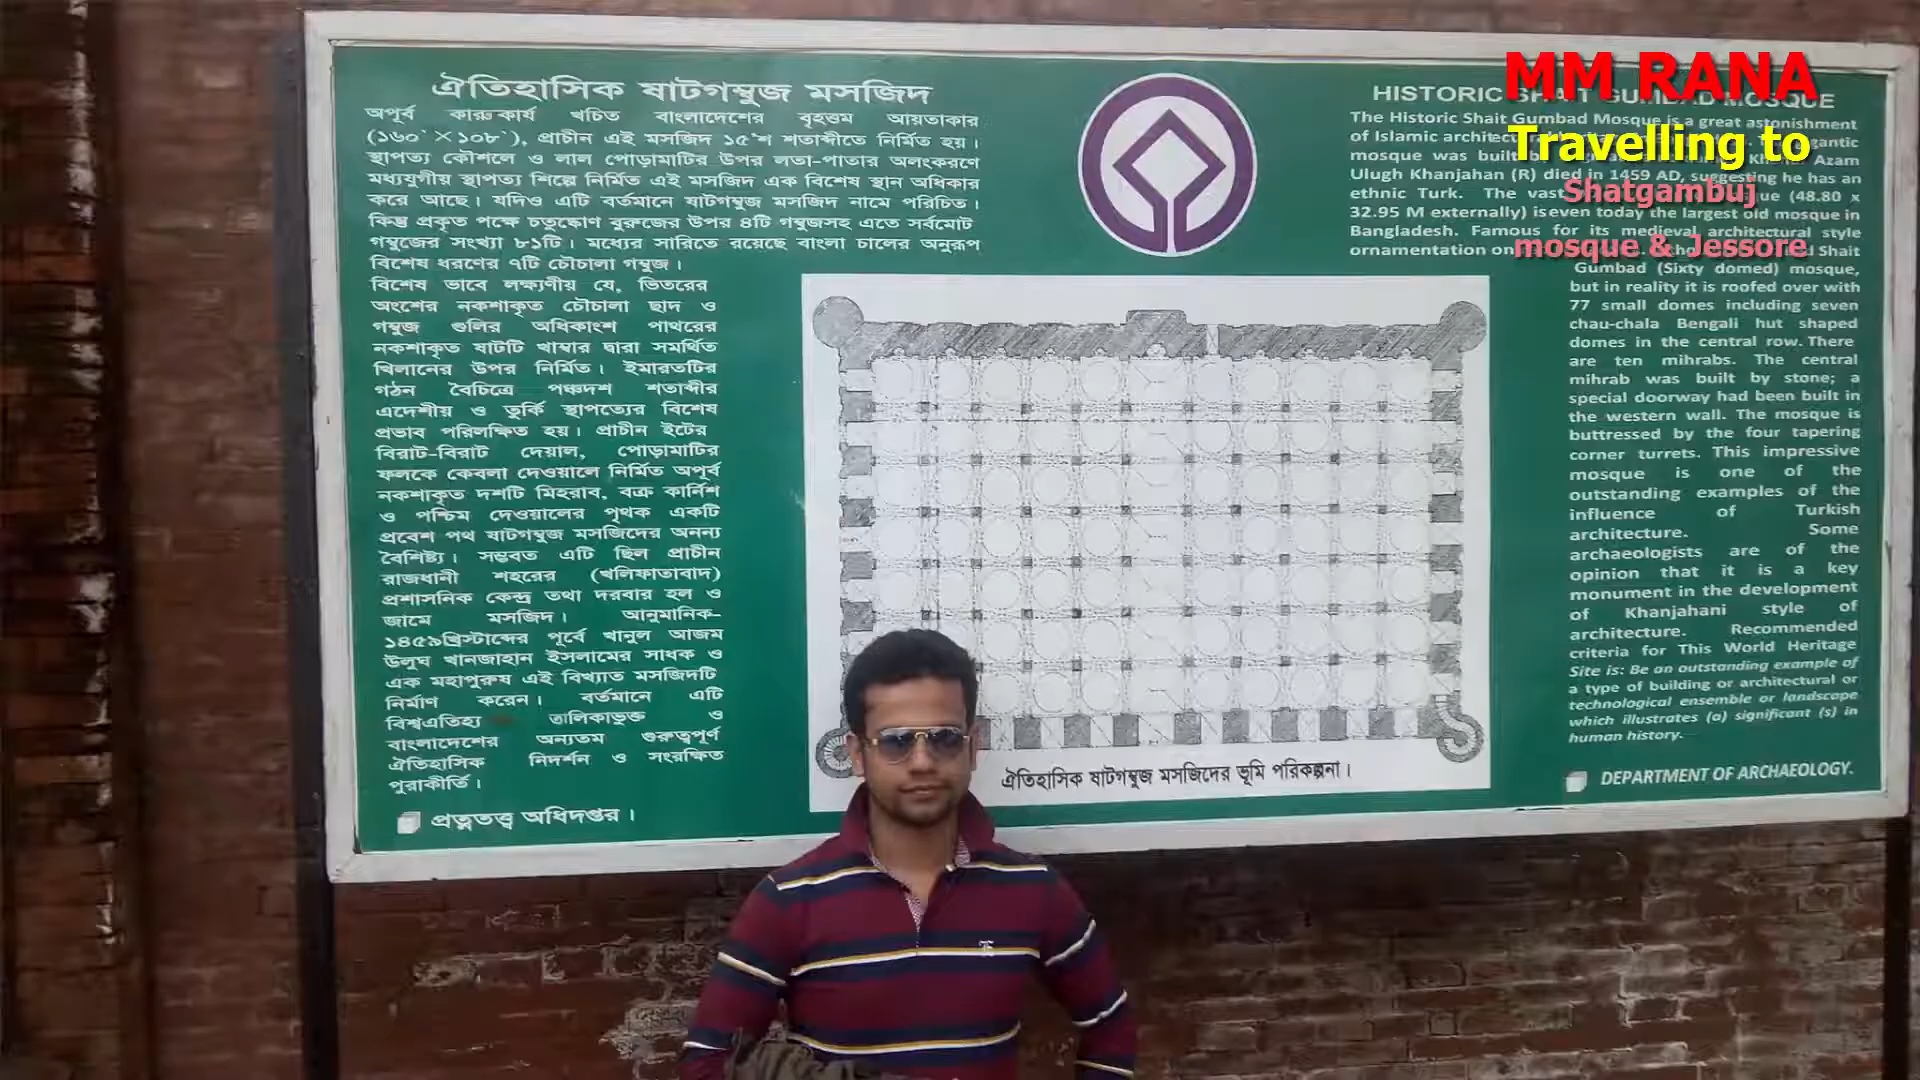 ঐতিহাসিক ষাটগম্বুজ মসজিদ
অপূর্ব কারুকার্য খচিত বাংলাদেশের বৃহত্তম আয়তাকার
(১৬০` X ১০৮`), প্রাচীন এই মসজিদ ১৫'শ শতাব্দীতে নির্মিত হয়।
স্থাপত্য কৌশলে ও লাল পোড়ামাটির উপর লতা-পাতার অলংকরণে
মধ্যযুগীয় স্থাপত্য শিল্পে নির্মিত এই মসজিদ এক বিশেষ স্থান অধিকার
করে আছে। যদিও এটি বর্তমানে ষাটগম্বুজ মসজিদ নামে পরিচিত।
কিন্তু প্রকৃত পক্ষে চতুষ্কোণ বুরুজের উপর ৪টি গম্বুজসহ এতে সর্বমোট
গম্বুজের সংখ্যা ৮১টি। মধ্যের সারিতে রয়েছে বাংলা চালের অনুরূপ
বিশেষ ধরণের ৭টি চৌচালা গম্বুজ।
বিশেষ ভাবে লক্ষ্যণীয় যে, ভিতরের
অংশের নকশাকৃত চৌচালা ছাদ ও
গম্বুজ গুলির অধিকাংশ পাথরের
নকশাকৃত ষাটটি খাম্বার দ্বারা সমর্থিত
খিলানের উপর নির্মিত। ইমারতটির
গঠন বৈচিত্রে পঞ্চদশ শতাব্দীর
এদেশীয় ও তুর্কি স্থাপত্যের বিশেষ
প্রভাব পরিলক্ষিত হয়। প্রাচীন ইটের
বিরাট-বিরাট দেয়াল, পোড়ামাটির
ফলকে কেবলা দেওয়ালে নির্মিত অপূর্ব
নকশাকৃত দশটি মিহরাব, বক্র কার্নিশ
ও পশ্চিম দেওয়ালের পৃথক একটি
প্রবেশ পথ ষাটগম্বুজ মসজিদের অনন্য
বৈশিষ্ট্য। সম্ভবত এটি ছিল প্রাচীন
রাজধানী শহরের (খলিফাতাবাদ)
প্রশাসনিক কেন্দ্র তথা দরবার হল ও
জামে মসজিদ। আনুমানিক-
১৪৫৯খ্রিস্টাব্দের পূর্বে খানুল আজম
উলুঘ খানজাহান ইসলামের সাধক ও
এক মহাপুরুষ এই বিখ্যাত মসজিদটি
নির্মাণ করেন। বর্তমানে এটি
বিশ্বঐতিহ্য তালিকাভুক্ত ও
বাংলাদেশের অন্যতম গুরুত্বপূর্ণ
ঐতিহাসিক নিদর্শন ও সংরক্ষিত
পুরাকীর্তি।
প্রত্নতত্ত্ব অধিদপ্তর।
ঐতিহাসিক ষাটগম্বুজ মসজিদের ভূমি পরিকল্পনা।
MM RANA
Travelling to
Shatgambuj
mosque & Jessore
HISTORIC SHAIT GUMBAD MOSQUE
The Historic Shait Gumbad Mosque is a great astonishment
of Islamic
mosque was built Azam
Ulugh Khanjahan (R) died in 1459 AD, suggesting he has an
ethnic Turk. The vast (48.80 x
32.95 M externally) is even today the largest old mosque in
Bangladesh. Famous for its medieval architectural style
ornamentation on Shait
Gumbad (Sixty domed) mosque,
but in reality it is roofed over with
77 small domes including seven
chau-chala Bengali hut shaped
domes in the central row. There
are ten mihrabs. The central
mihrab was built by stone; a
special doorway had been built in
the western wall. The mosque is
buttressed by the four tapering
corner turrets. This impressive
mosque is one of the
outstanding examples of the
influence of Turkish
architecture. Some
archaeologists are of the
opinion that it is a key
monument in the development
of Khanjahani style of
architecture. Recommended
criteria for This World Heritage
Site is: Be an outstanding example of
a type of building or architectural or
technological ensemble or landscape
which illustrates (a) significant (s) in
human history.
DEPARTMENT OF ARCHAEOLOGY.